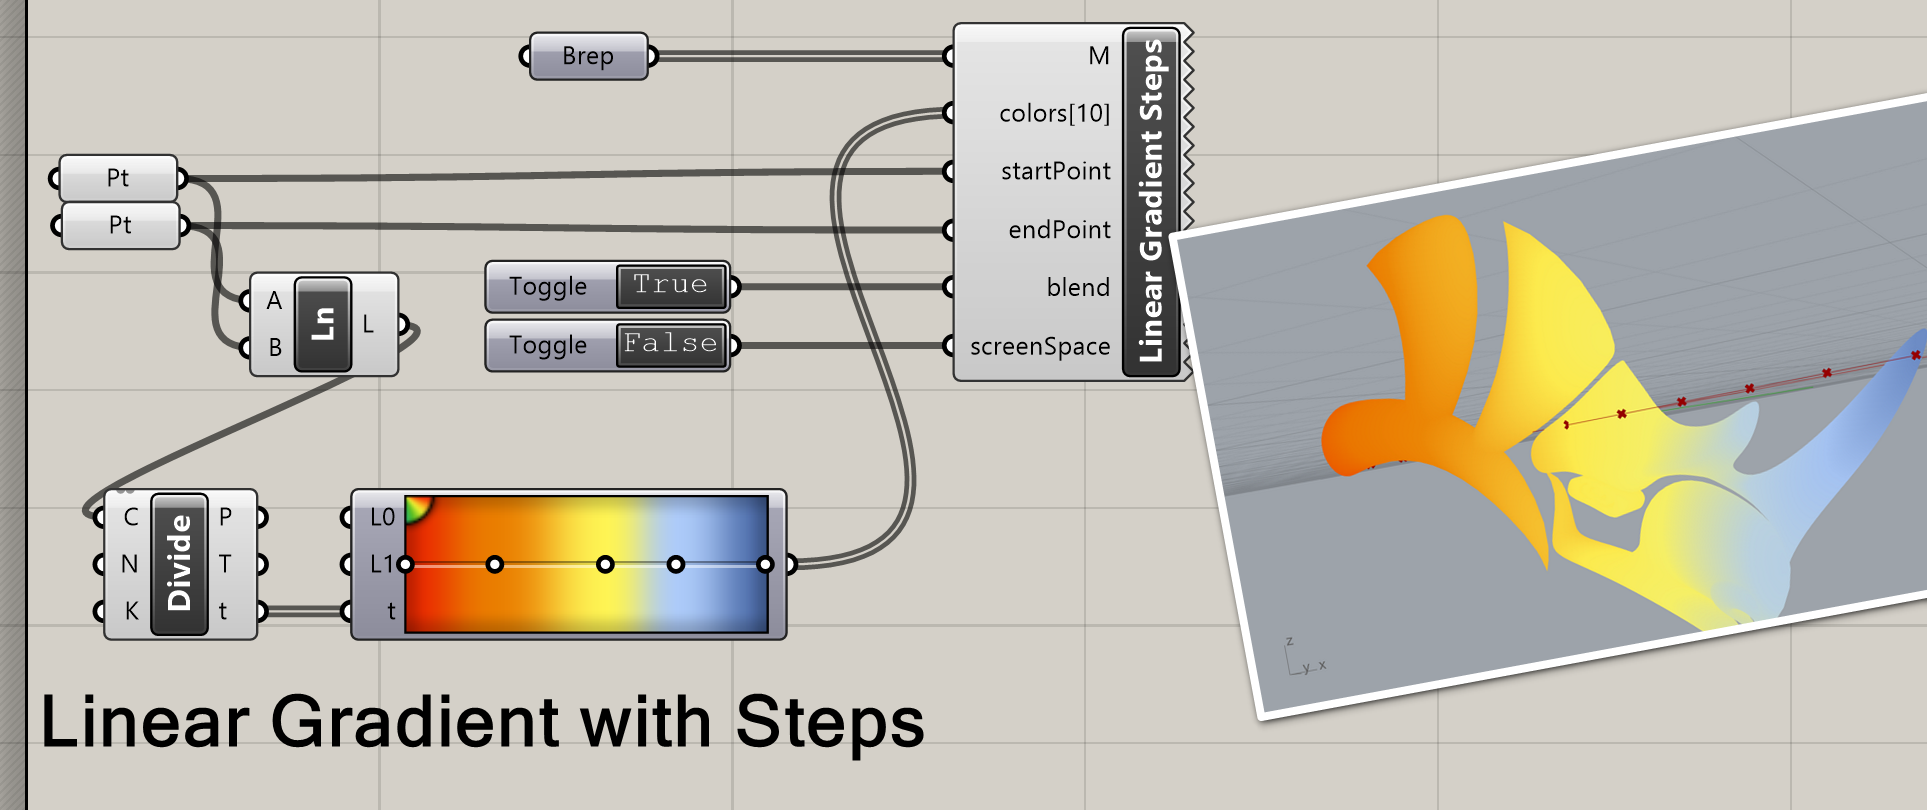 Brep
M
colors[10]
startPoint
endPoint
blend
screenSpace
Linear Gradient Steps
Pt
Pt
A
B
Ln
L
Toggle True
Toggle False
C
N
K
Divide
P
T
t
L0
L1
t
z
y x
Linear Gradient with Steps